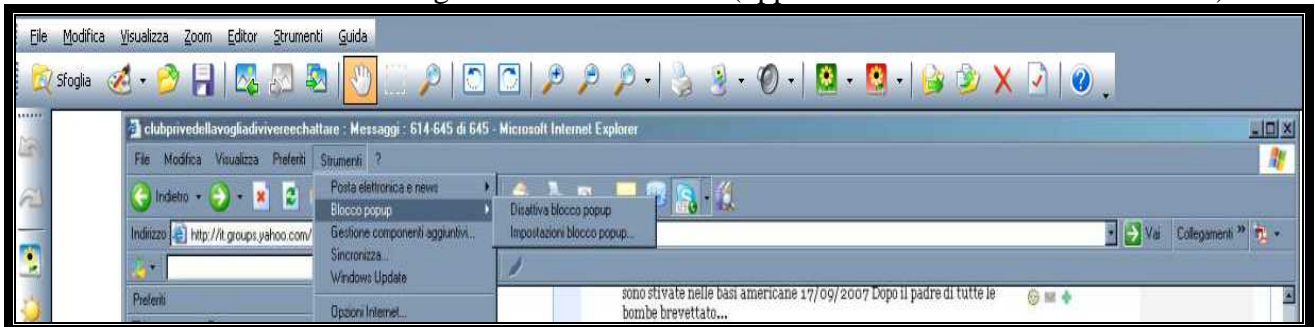 File Modifica Visualizza Zoom Editor Strumenti Guida
Sfoglia
clubprivedellavogliadivivereechattare : Messaggi : 614-645 di 645 - Microsoft Internet Explorer
File Modifica Visualizza Preferiti Strumenti ?
Indietro
Posta elettronica e news
Blocco popup
Disattiva blocco popup
Indirizzo http://it.groups.yahoo.com/
Gestione componenti aggiuntivi...
Impostazioni blocco popup...
Vai Collegamenti »
Sincronizza...
Windows Update
Preferiti
Opzioni Internet...
sono stivate nelle basi americane 17/09/2007 Dopo il padre di tutte le
bombe brevettato...